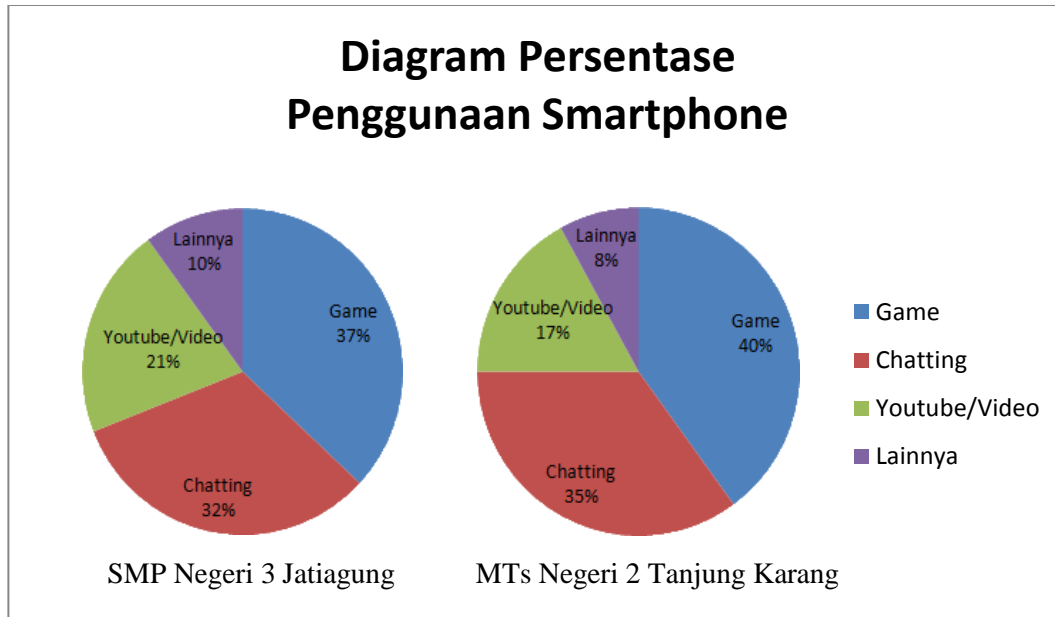 Diagram Persentase
Penggunaan Smartphone
Lainnya
10%
Game
37%
Youtube/Video
21%
Chatting
32%
SMP Negeri 3 Jatiagung
Lainnya
8%
Game
40%
Youtube/Video
17%
Chatting
35%
MTs Negeri 2 Tanjung Karang
Game
Chatting
Youtube/Video
Lainnya